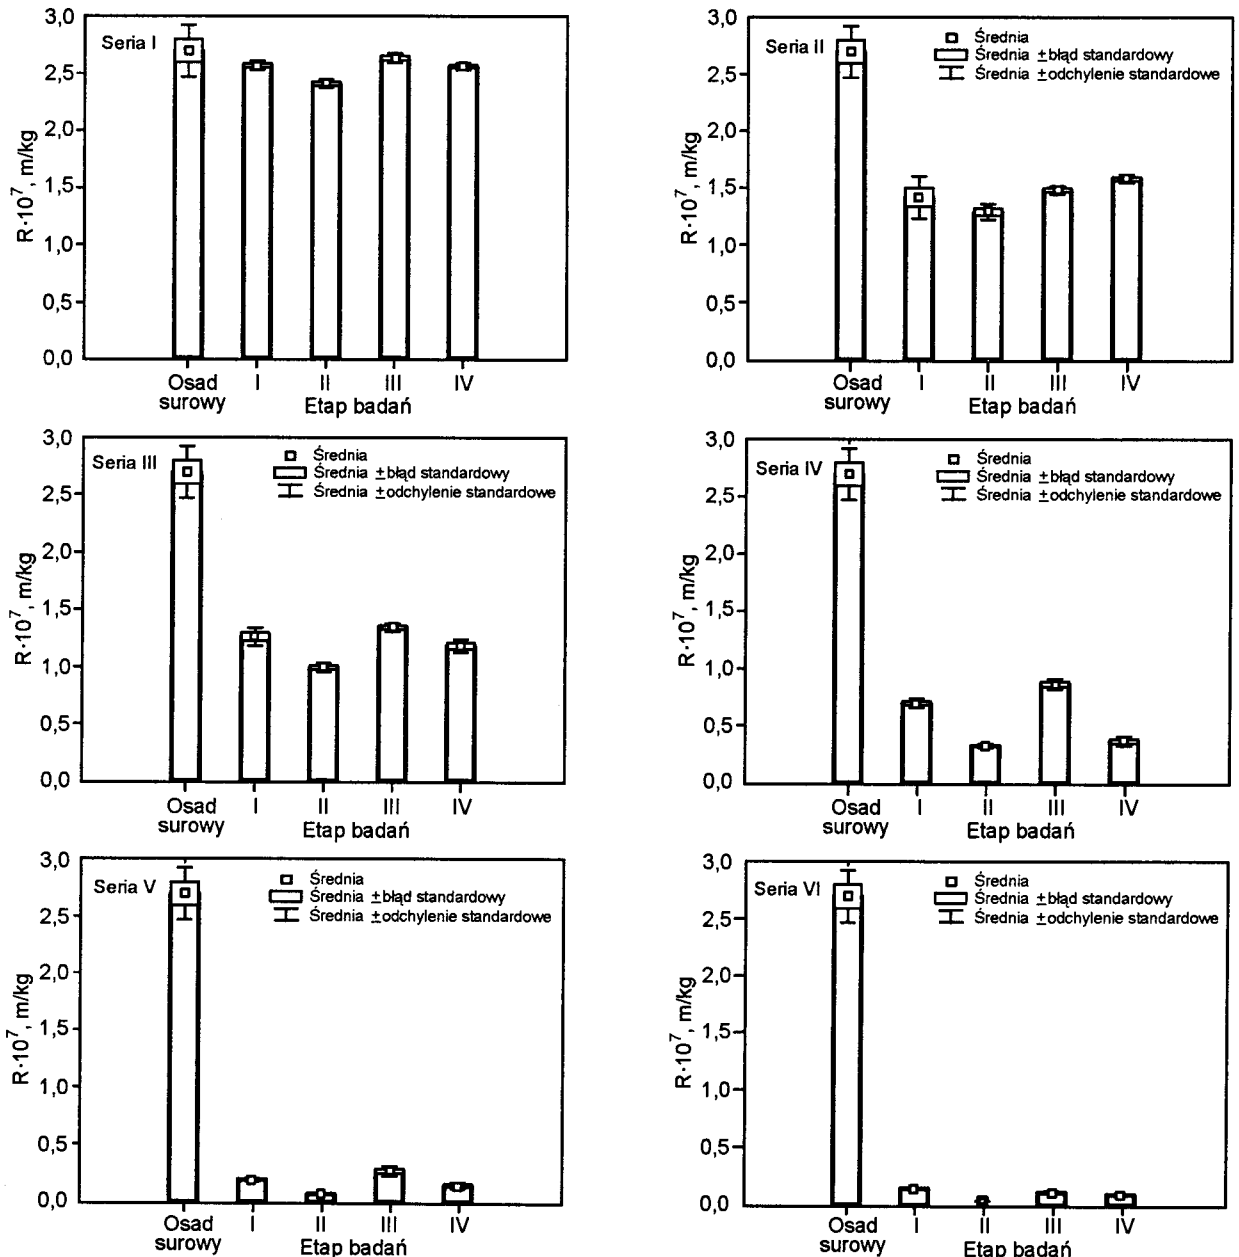 Seria I
R·10⁷, m/kg
3,0
2,5
2,0
1,5
1,0
0,5
0,0
Osad surowy
I
II
III
IV
Etap badań
Seria II
Średnia
Średnia ±błąd standardowy
Średnia ±odchylenie standardowe
R·10⁷, m/kg
3,0
2,5
2,0
1,5
1,0
0,5
0,0
Osad surowy
I
II
III
IV
Etap badań
Seria III
Średnia
Średnia ±błąd standardowy
Średnia ±odchylenie standardowe
R·10⁷, m/kg
3,0
2,5
2,0
1,5
1,0
0,5
0,0
Osad surowy
I
II
III
IV
Etap badań
Seria IV
Średnia
Średnia ±błąd standardowy
Średnia ±odchylenie standardowe
R·10⁷, m/kg
3,0
2,5
2,0
1,5
1,0
0,5
0,0
Osad surowy
I
II
III
IV
Etap badań
Seria V
Średnia
Średnia ±błąd standardowy
Średnia ±odchylenie standardowe
R·10⁷, m/kg
3,0
2,5
2,0
1,5
1,0
0,5
0,0
Osad surowy
I
II
III
IV
Etap badań
Seria VI
Średnia
Średnia ±błąd standardowy
Średnia ±odchylenie standardowe
R·10⁷, m/kg
3,0
2,5
2,0
1,5
1,0
0,5
0,0
Osad surowy
I
II
III
IV
Etap badań